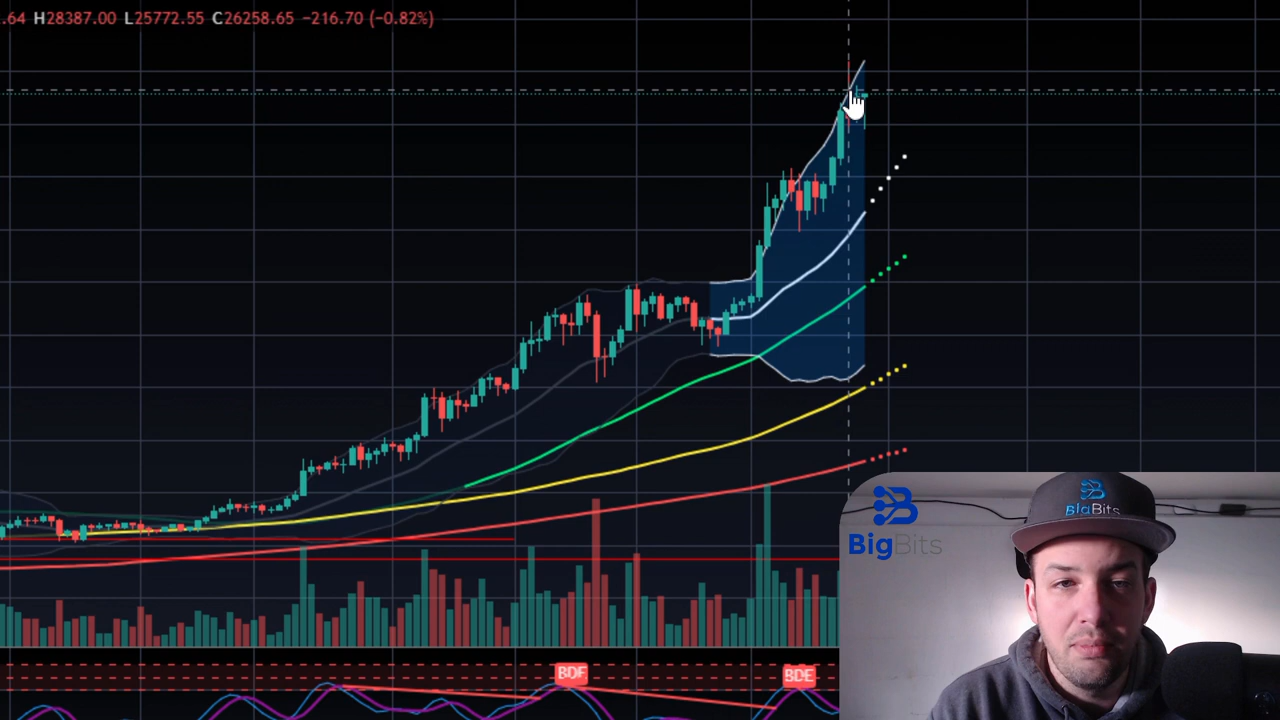 .64 H28387.00 L25772.55 C26258.65 −216.70 (−0.82%)
BigBits
BigBits
BDF
BDE